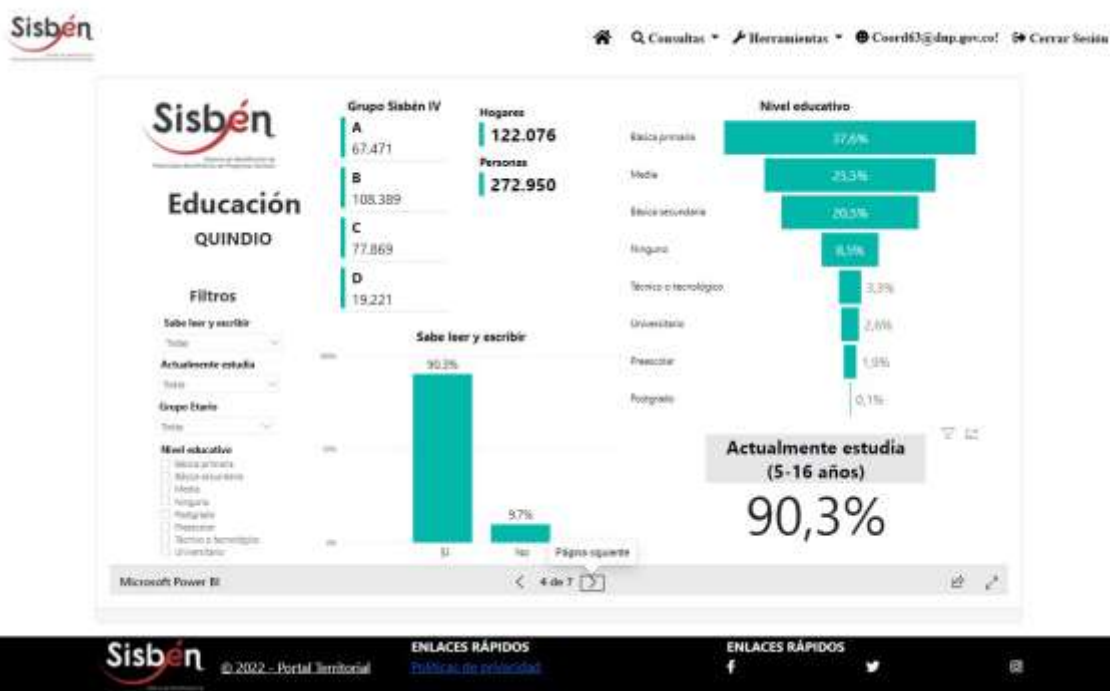 Sisbén
Consultas
Herramientas
Coord63@dnp.gov.co!
Cerrar Sesión
Sisbén
Educación
QUINDIO
Filtros
Sabe leer y escribir
Todas
Actualmente estudia
Todas
Grupo Etario
Todas
Nivel educativo
Básica primaria
Básica secundaria
Media
Ninguno
Postgrado
Preescolar
Técnico o tecnológico
Universitario
Grupo Sisbén IV
A
67.471
B
108.389
C
77.869
D
19.221
Hogares
122.076
Personas
272.950
Sabe leer y escribir
90.3%
9.7%
Si
No
Nivel educativo
Básica primaria
37,6%
Media
25,5%
Básica secundaria
20,5%
Ninguno
8,5%
Técnico o tecnológico
3,3%
Universitario
2,6%
Preescolar
1,9%
Postgrado
0,1%
Actualmente estudia
(5-16 años)
90,3%
Página siguiente
Microsoft Power BI
4 de 7
Sisbén
© 2022 - Portal Territorial
ENLACES RÁPIDOS
Políticas de privacidad
ENLACES RÁPIDOS